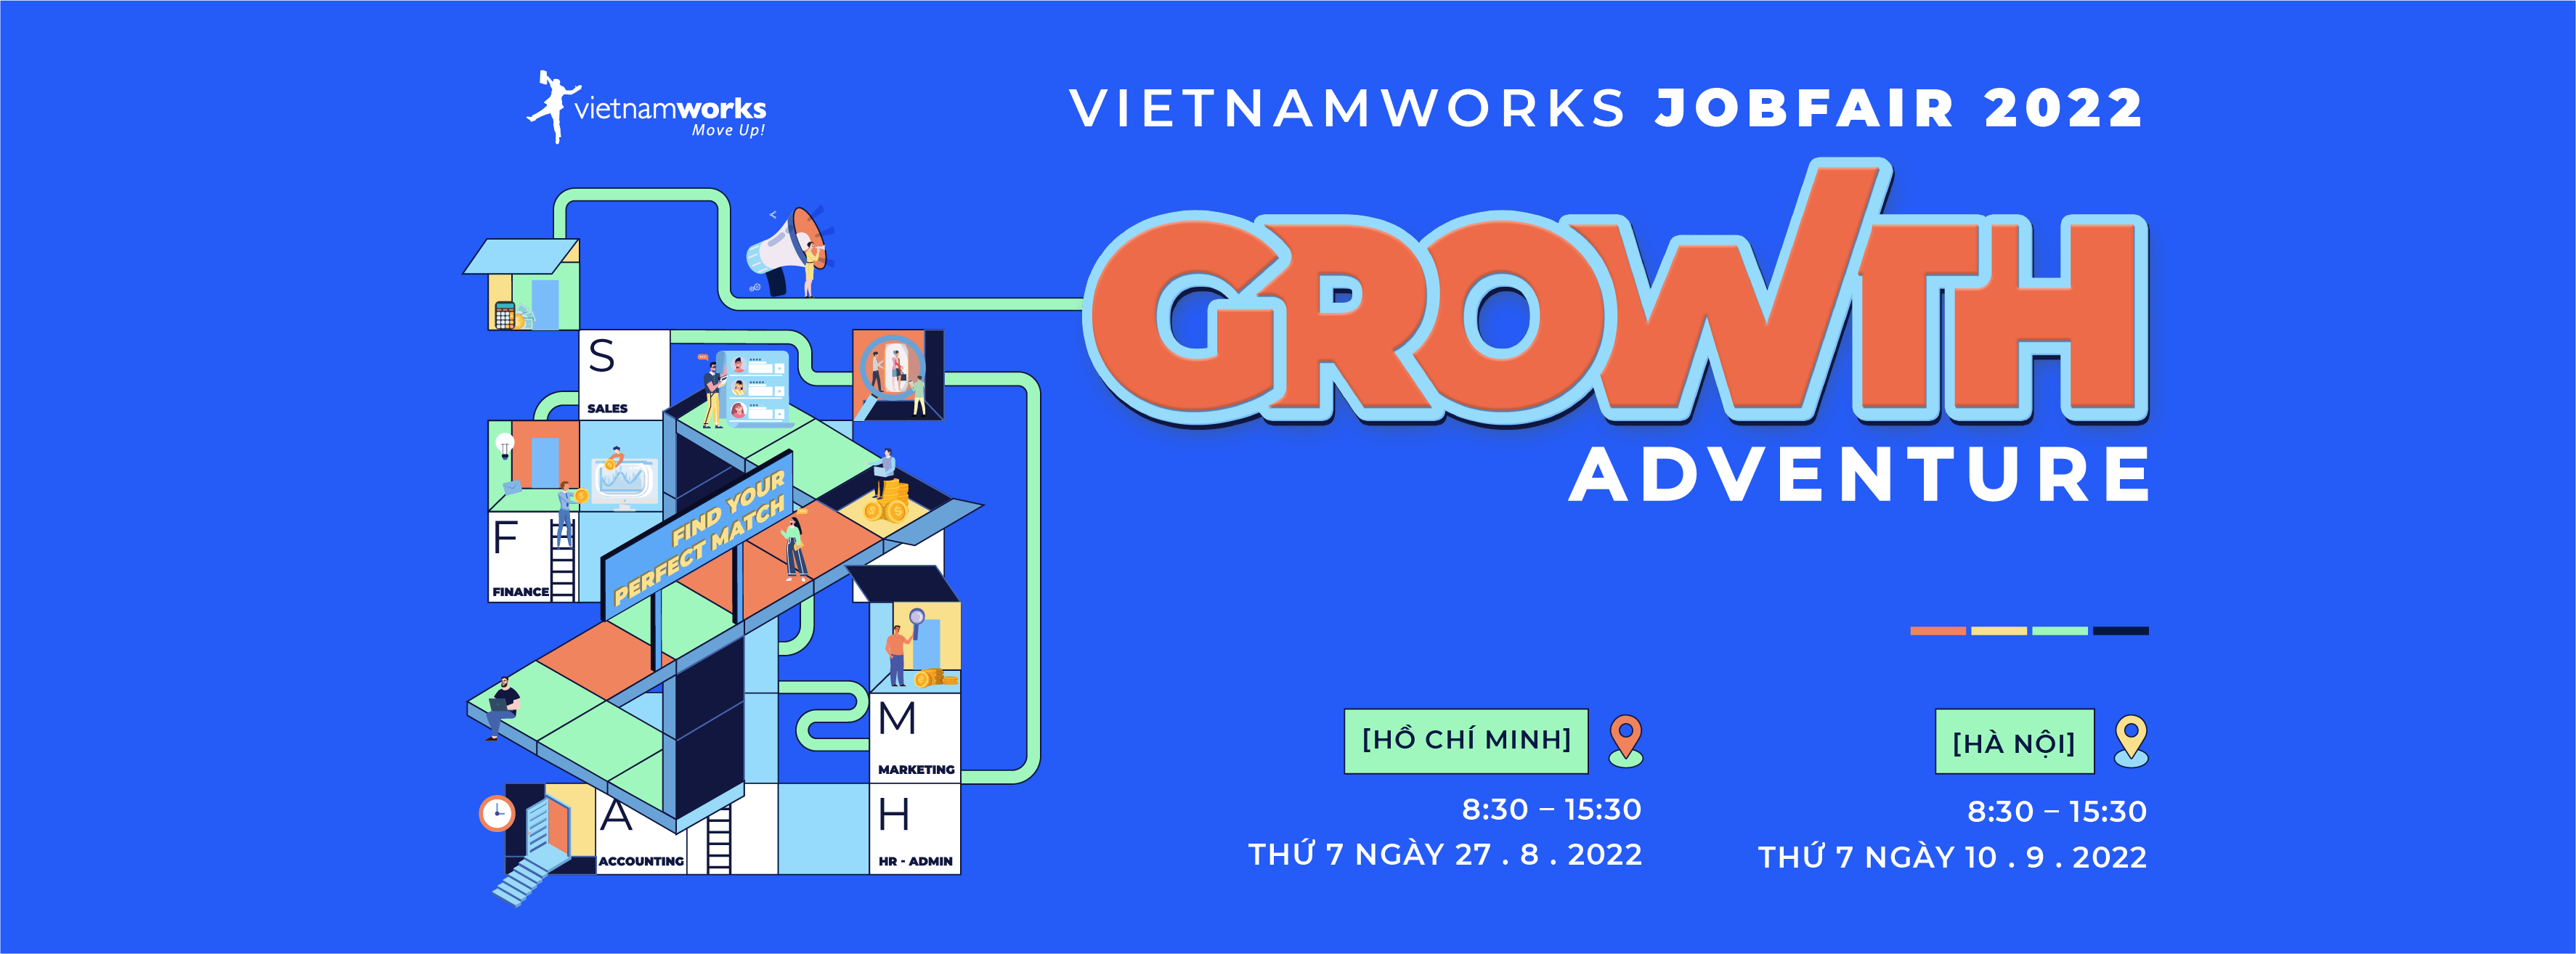 vietnamworks
Move Up!
VIETNAMWORKS JOBFAIR 2022
GROWTH
ADVENTURE
S
SALES
F
FINANCE
FIND YOUR
PERFECT MATCH
M
MARKETING
A
ACCOUNTING
H
HR - ADMIN
[HỒ CHÍ MINH]
8:30 – 15:30
THỨ 7 NGÀY 27 . 8 . 2022
[HÀ NỘI]
8:30 – 15:30
THỨ 7 NGÀY 10 . 9 . 2022